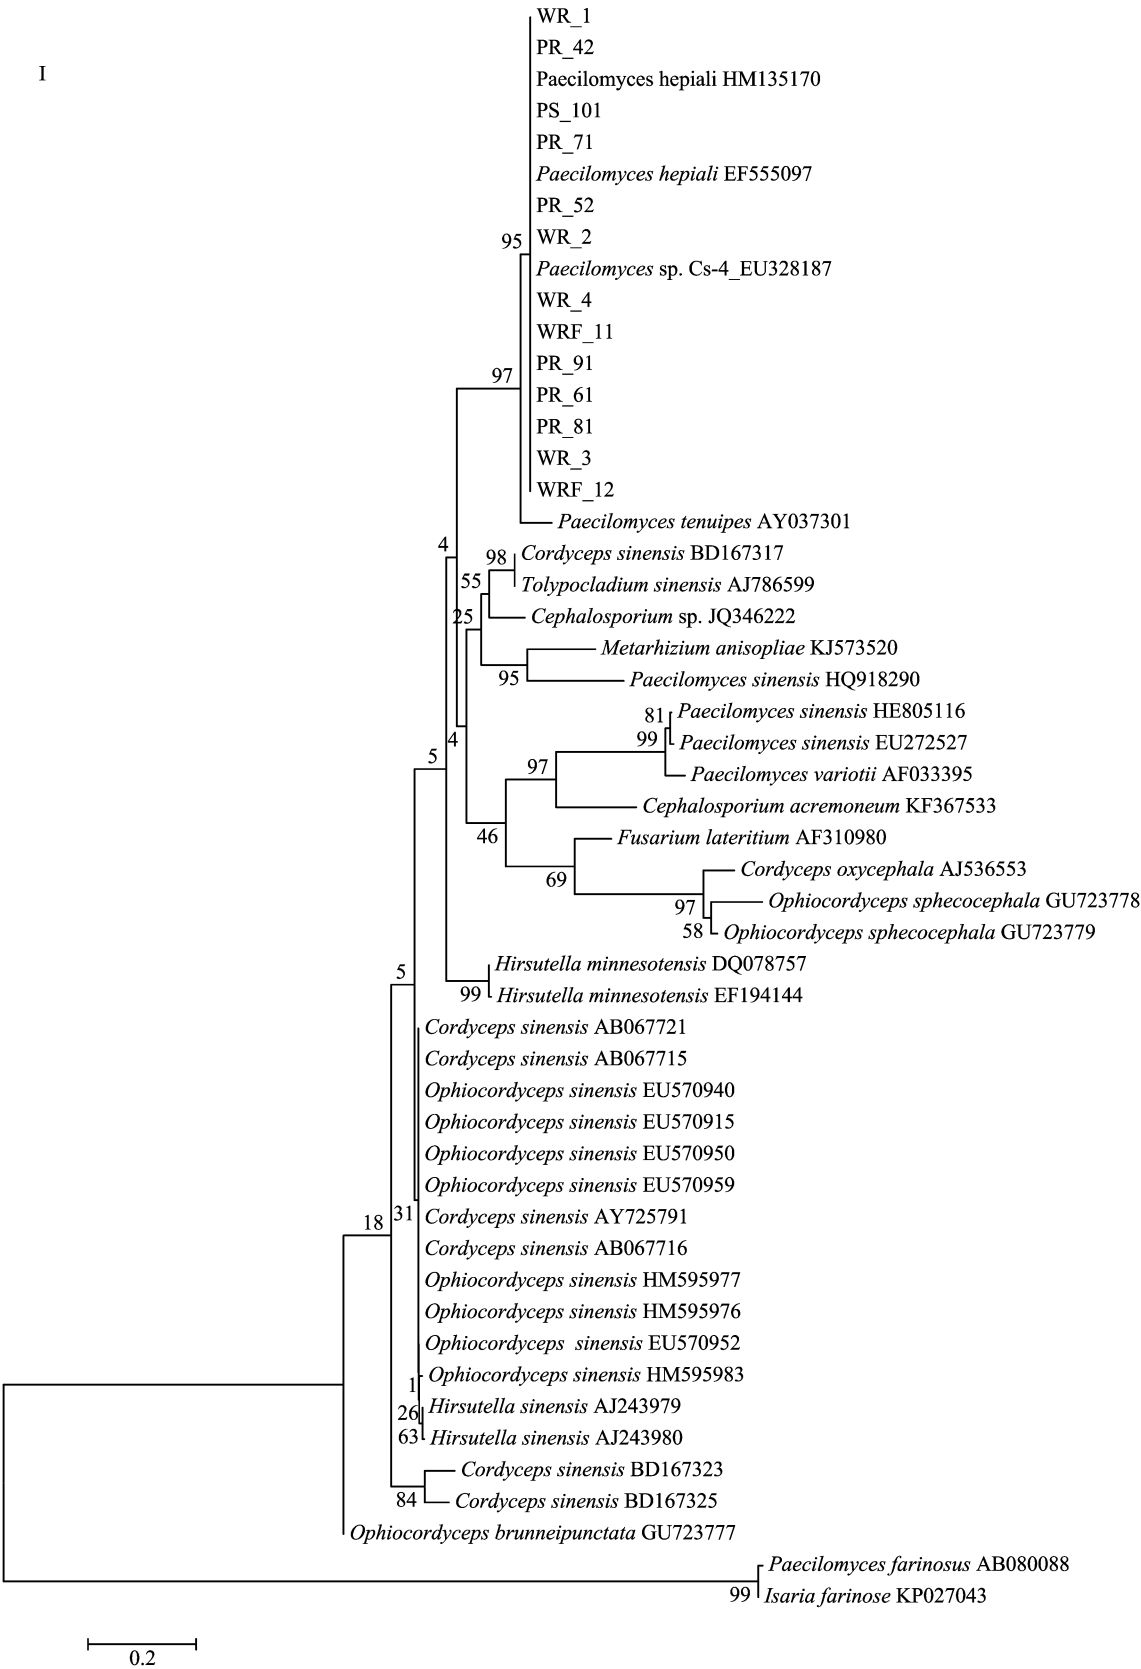 WR_1
PR_42
I
Paecilomyces hepiali HM135170
PS_101
PR_71
Paecilomyces hepiali EF555097
PR_52
WR_2
95
Paecilomyces sp. Cs-4_EU328187
WR_4
WRF_11
PR_91
97
PR_61
PR_81
WR_3
WRF_12
Paecilomyces tenuipes AY037301
4
98
Cordyceps sinensis BD167317
55
Tolypocladium sinensis AJ786599
25
Cephalosporium sp. JQ346222
Metarhizium anisopliae KJ573520
95
Paecilomyces sinensis HQ918290
81
Paecilomyces sinensis HE805116
4
99
Paecilomyces sinensis EU272527
5
97
Paecilomyces variotii AF033395
Cephalosporium acremoneum KF367533
46
Fusarium lateritium AF310980
69
Cordyceps oxycephala AJ536553
97
Ophiocordyceps sphecocephala GU723778
58
Ophiocordyceps sphecocephala GU723779
5
Hirsutella minnesotensis DQ078757
99
Hirsutella minnesotensis EF194144
Cordyceps sinensis AB067721
Cordyceps sinensis AB067715
Ophiocordyceps sinensis EU570940
Ophiocordyceps sinensis EU570915
Ophiocordyceps sinensis EU570950
Ophiocordyceps sinensis EU570959
18
31
Cordyceps sinensis AY725791
Cordyceps sinensis AB067716
Ophiocordyceps sinensis HM595977
Ophiocordyceps sinensis HM595976
Ophiocordyceps sinensis EU570952
Ophiocordyceps sinensis HM595983
1
26
Hirsutella sinensis AJ243979
63
Hirsutella sinensis AJ243980
Cordyceps sinensis BD167323
84
Cordyceps sinensis BD167325
Ophiocordyceps brunneipunctata GU723777
Paecilomyces farinosus AB080088
99
Isaria farinose KP027043
0.2